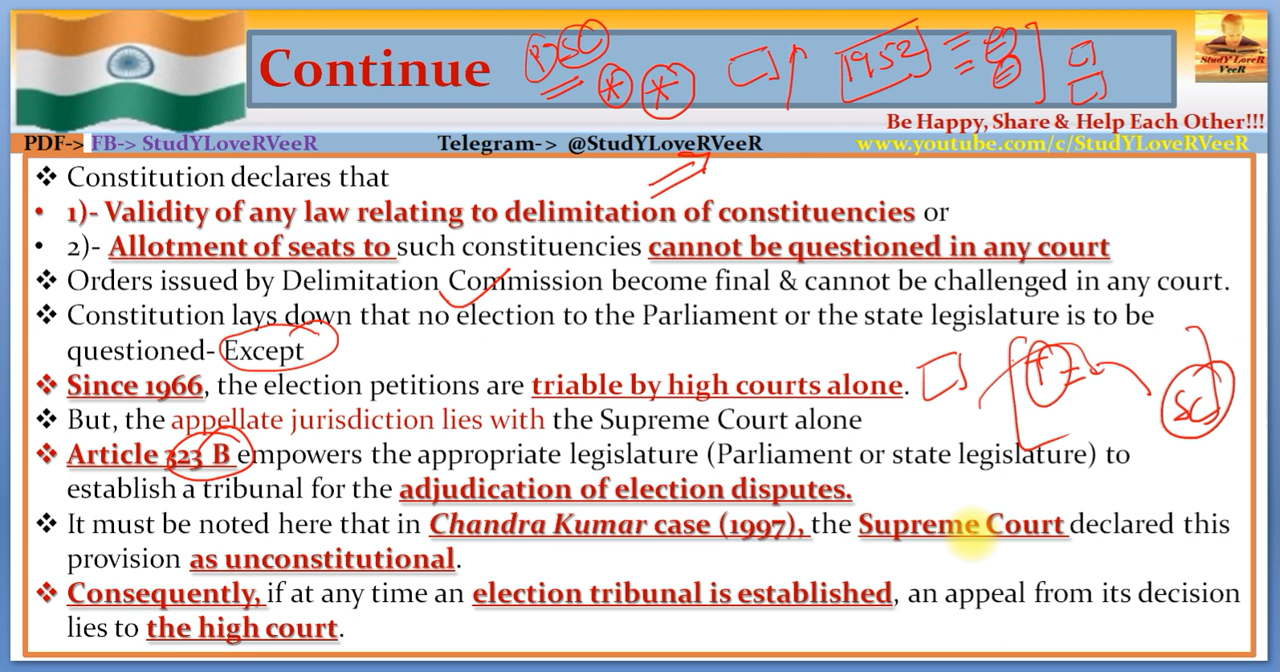 Continue
P SC
1952
StudY LoveR
VeeR
Be Happy, Share & Help Each Other!!!
PDF-> FB-> StudYLoveRVeeR Telegram-> @StudYLoveRVeeR www.youtube.com/c/StudYLoveRVeeR
❖ Constitution declares that
• 1)- Validity of any law relating to delimitation of constituencies or
• 2)- Allotment of seats to such constituencies cannot be questioned in any court
❖ Orders issued by Delimitation Commission become final & cannot be challenged in any court.
❖ Constitution lays down that no election to the Parliament or the state legislature is to be
questioned- Except
❖ Since 1966, the election petitions are triable by high courts alone.
❖ But, the appellate jurisdiction lies with the Supreme Court alone
SC
❖ Article 323 B empowers the appropriate legislature (Parliament or state legislature) to
establish a tribunal for the adjudication of election disputes.
❖ It must be noted here that in Chandra Kumar case (1997), the Supreme Court declared this
provision as unconstitutional.
❖ Consequently, if at any time an election tribunal is established, an appeal from its decision
lies to the high court.